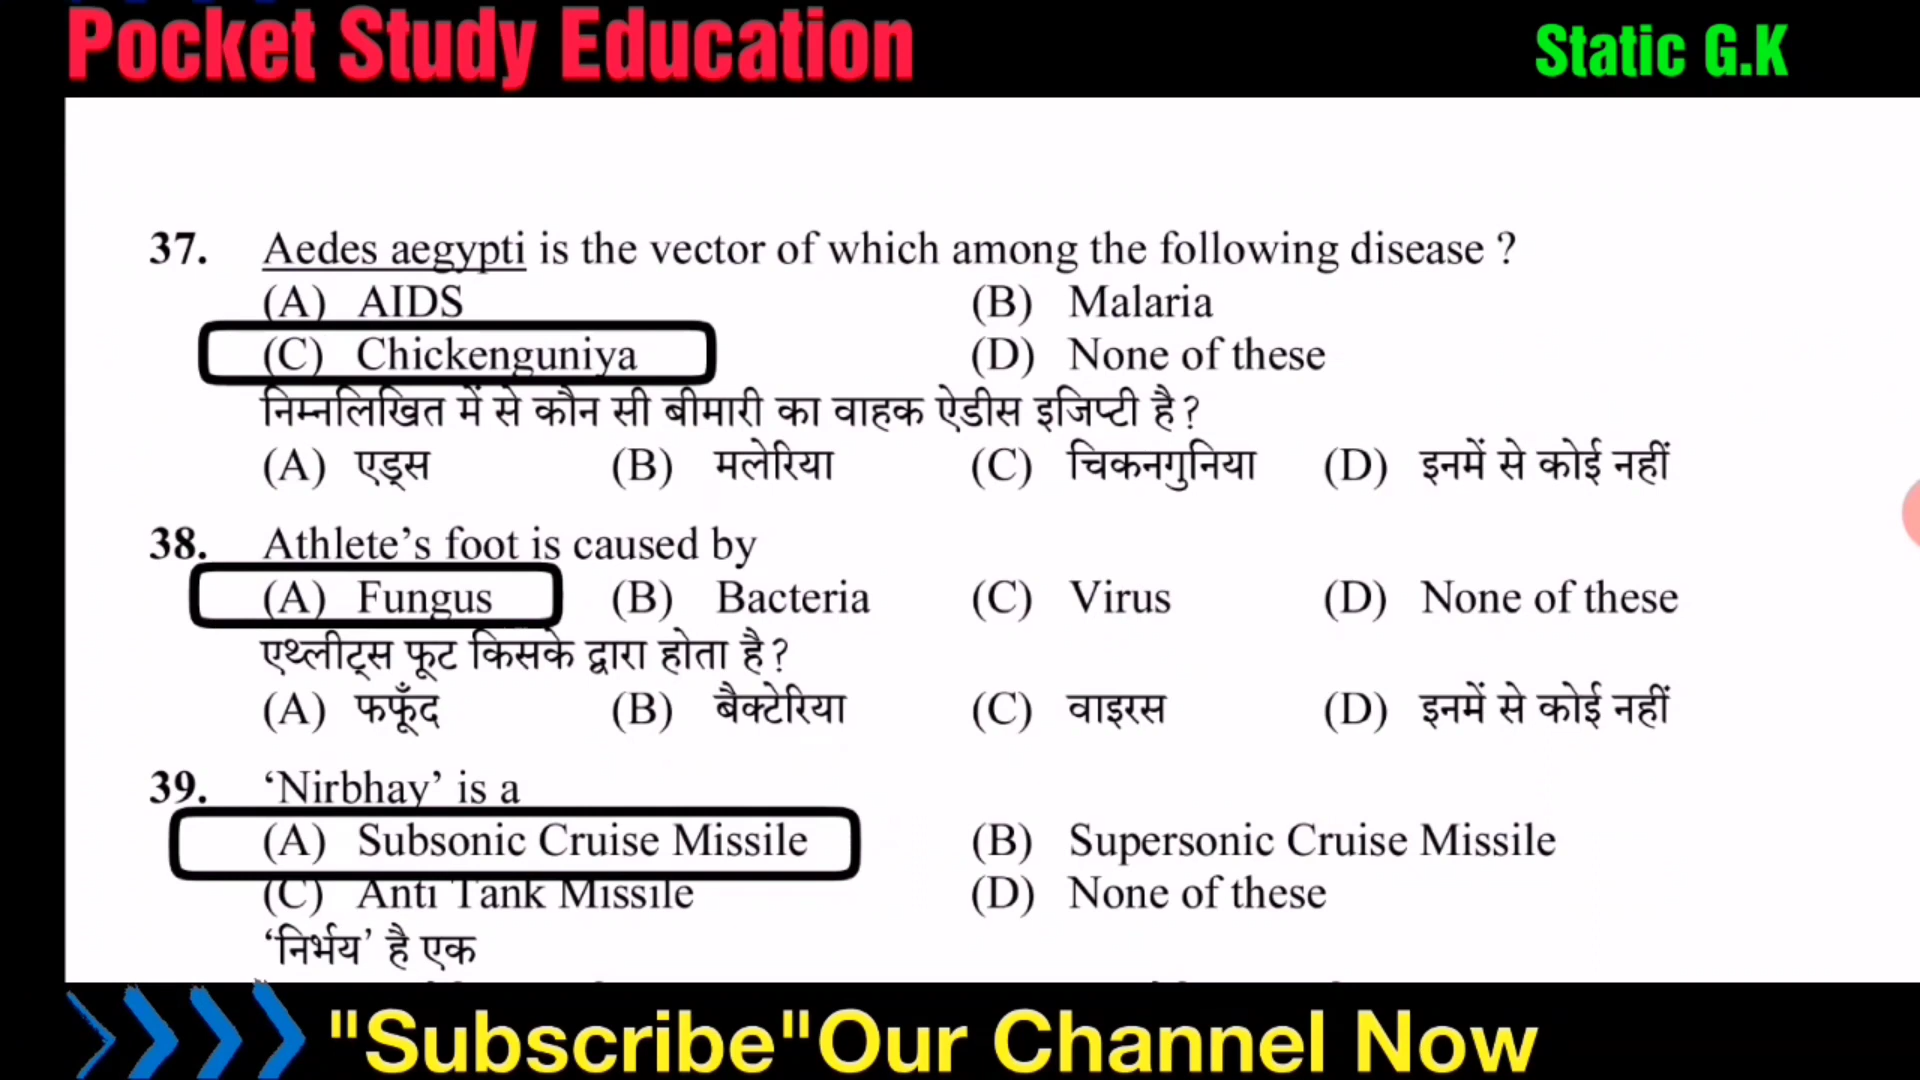 Pocket Study Education Static G.K
37. Aedes aegypti is the vector of which among the following disease ?
(A) AIDS (B) Malaria
(C) Chickenguniya (D) None of these
निम्नलिखित में से कौन सी बीमारी का वाहक ऐडीस इजिप्टी है ?
(A) एड्स (B) मलेरिया (C) चिकनगुनिया (D) इनमें से कोई नहीं
38. Athlete’s foot is caused by
(A) Fungus (B) Bacteria (C) Virus (D) None of these
एथ्लीट्स फूट किसके द्वारा होता है ?
(A) फफूँद (B) बैक्टेरिया (C) वाइरस (D) इनमें से कोई नहीं
39. ‘Nirbhay’ is a
(A) Subsonic Cruise Missile (B) Supersonic Cruise Missile
(C) Anti Tank Missile (D) None of these
‘निर्भय’ है एक
"Subscribe"Our Channel Now